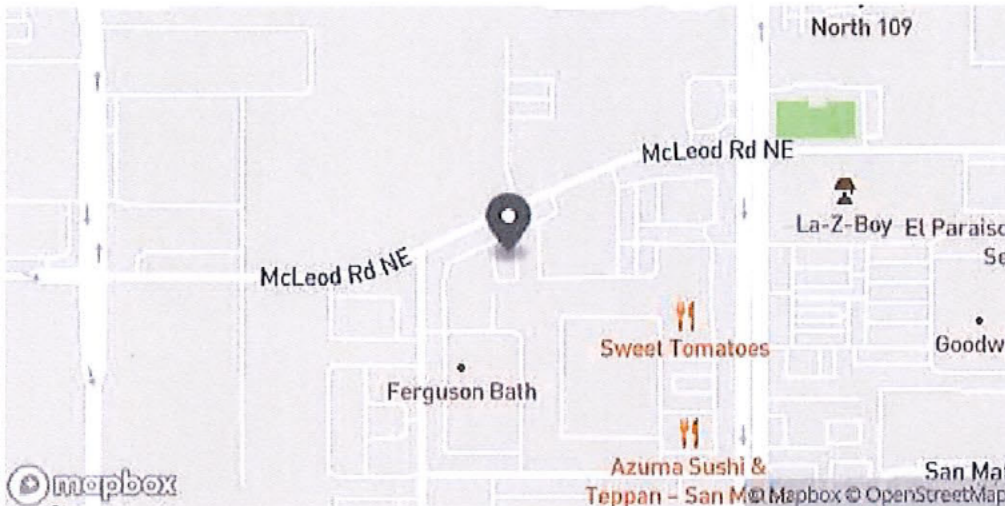 North 109
McLeod Rd NE
La-Z-Boy
El Paraiso
Se
McLeod Rd NE
Sweet Tomatoes
Goodw
Ferguson Bath
Azuma Sushi &
Teppan - San M
San Ma
mapbox
© Mapbox © OpenStreetMap